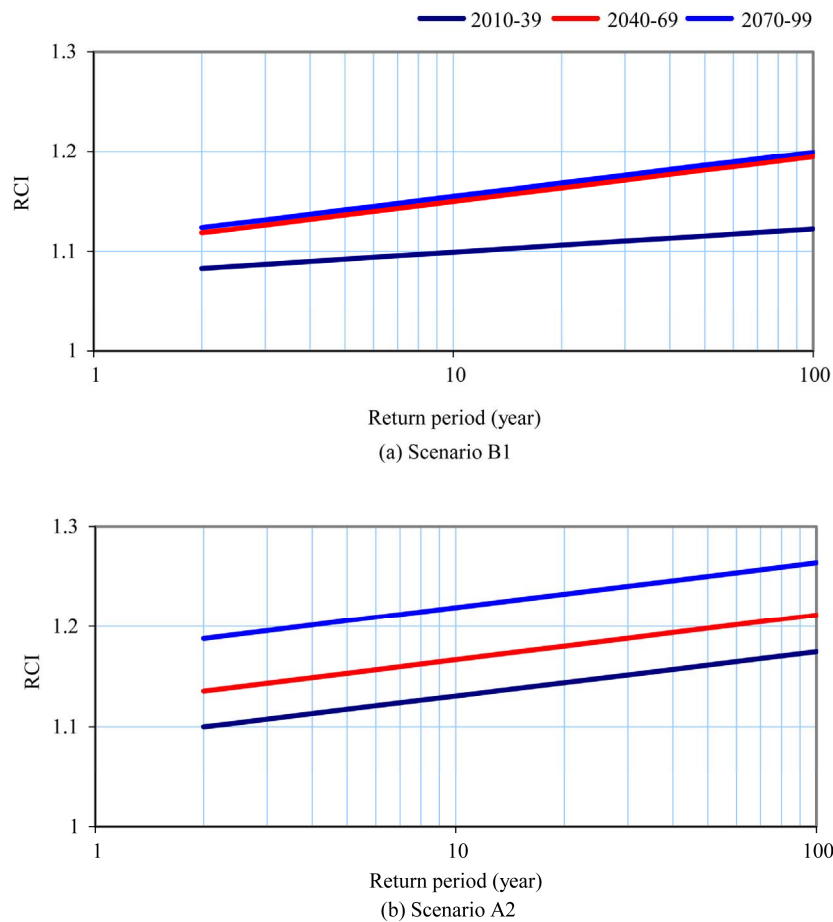 2010-39 2040-69 2070-99
1.3
1.2
RCI
1.1
1
1 10 100
Return period (year)
(a) Scenario B1
1.3
1.2
RCI
1.1
1
1 10 100
Return period (year)
(b) Scenario A2